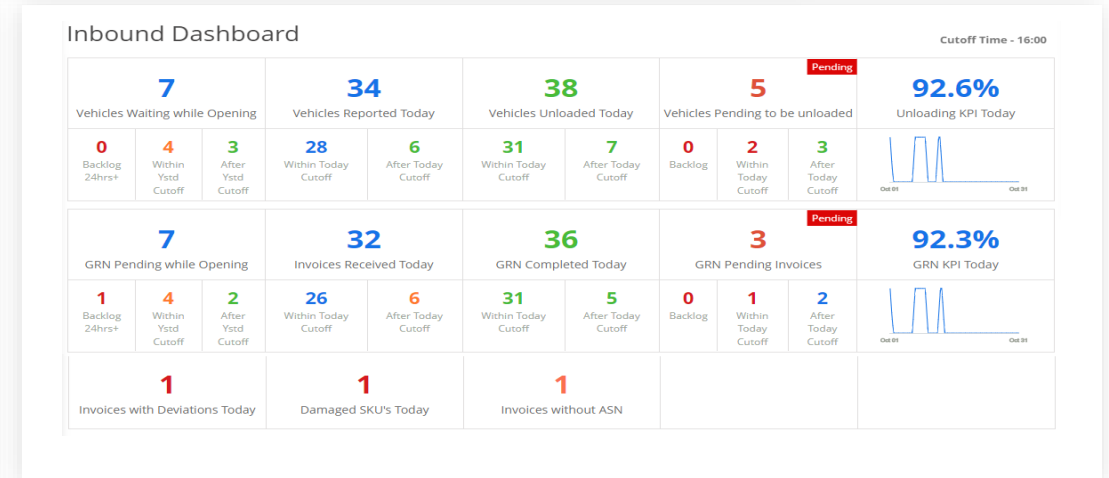 Inbound Dashboard
Cutoff Time - 16:00
Pending
7 34 38 5 92.6%
Vehicles Waiting while Opening Vehicles Reported Today Vehicles Unloaded Today Vehicles Pending to be unloaded Unloading KPI Today
0 4 3 28 6 31 7 0 2 3
Backlog Within After Within Today After Today Within Today After Today Backlog Within After
24hrs+ Ystd Ystd Cutoff Cutoff Cutoff Cutoff Today Today
Cutoff Cutoff Cutoff Cutoff
Oct 01 Oct 31
Pending
7 32 36 3 92.3%
GRN Pending while Opening Invoices Received Today GRN Completed Today GRN Pending Invoices GRN KPI Today
1 4 2 26 6 31 5 0 1 2
Backlog Within After Within Today After Today Within Today After Today Backlog Within After
24hrs+ Ystd Ystd Cutoff Cutoff Cutoff Cutoff Today Today
Cutoff Cutoff Cutoff Cutoff
Oct 01 Oct 31
1 1 1
Invoices with Deviations Today Damaged SKU's Today Invoices without ASN